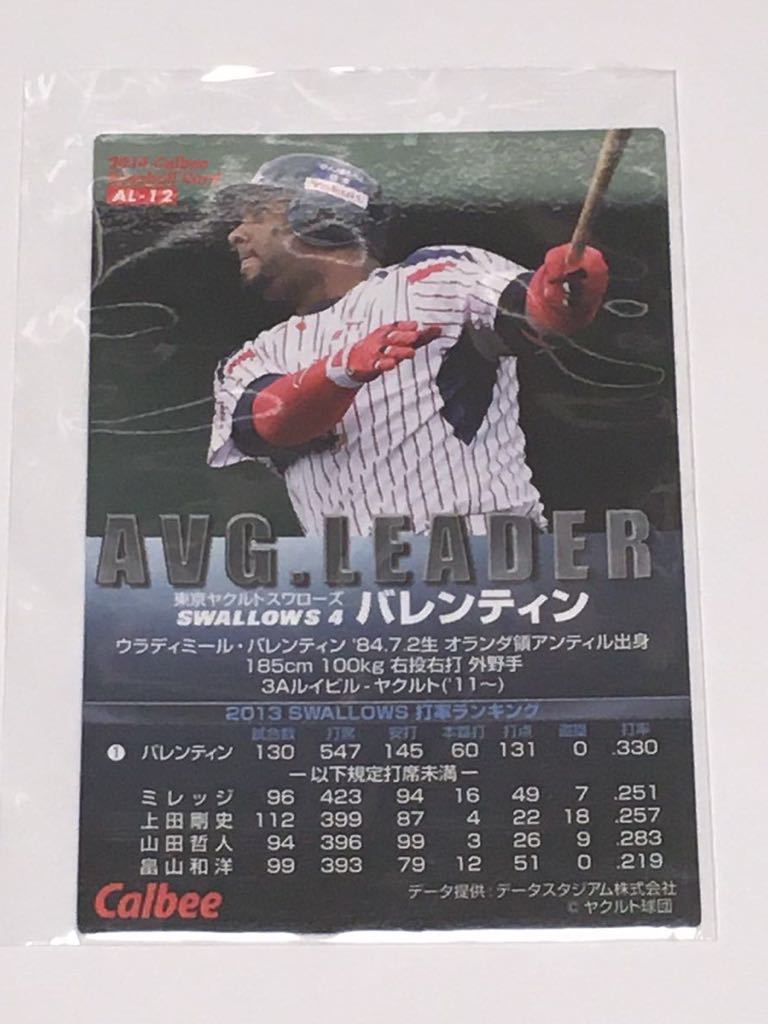 2014 Calbee
Baseball Card
AL-12
AVG.LEADER
東京ヤクルトスワローズ
SWALLOWS 4 バレンティン
ウラディミール・バレンティン '84.7.2生 オランダ領アンティル出身
185cm 100kg 右投右打 外野手
3Aルイビル-ヤクルト('11〜)
2013 SWALLOWS 打率ランキング
試合数 打席 安打 本塁打 打点 盗塁 打率
1 バレンティン 130 547 145 60 131 0 .330
―以下規定打席未満―
ミレッジ 96 423 94 16 49 7 .251
上田剛史 112 399 87 4 22 18 .257
山田哲人 94 396 99 3 26 9 .283
畠山和洋 99 393 79 12 51 0 .219
Calbee
データ提供:データスタジアム株式会社
© ヤクルト球団